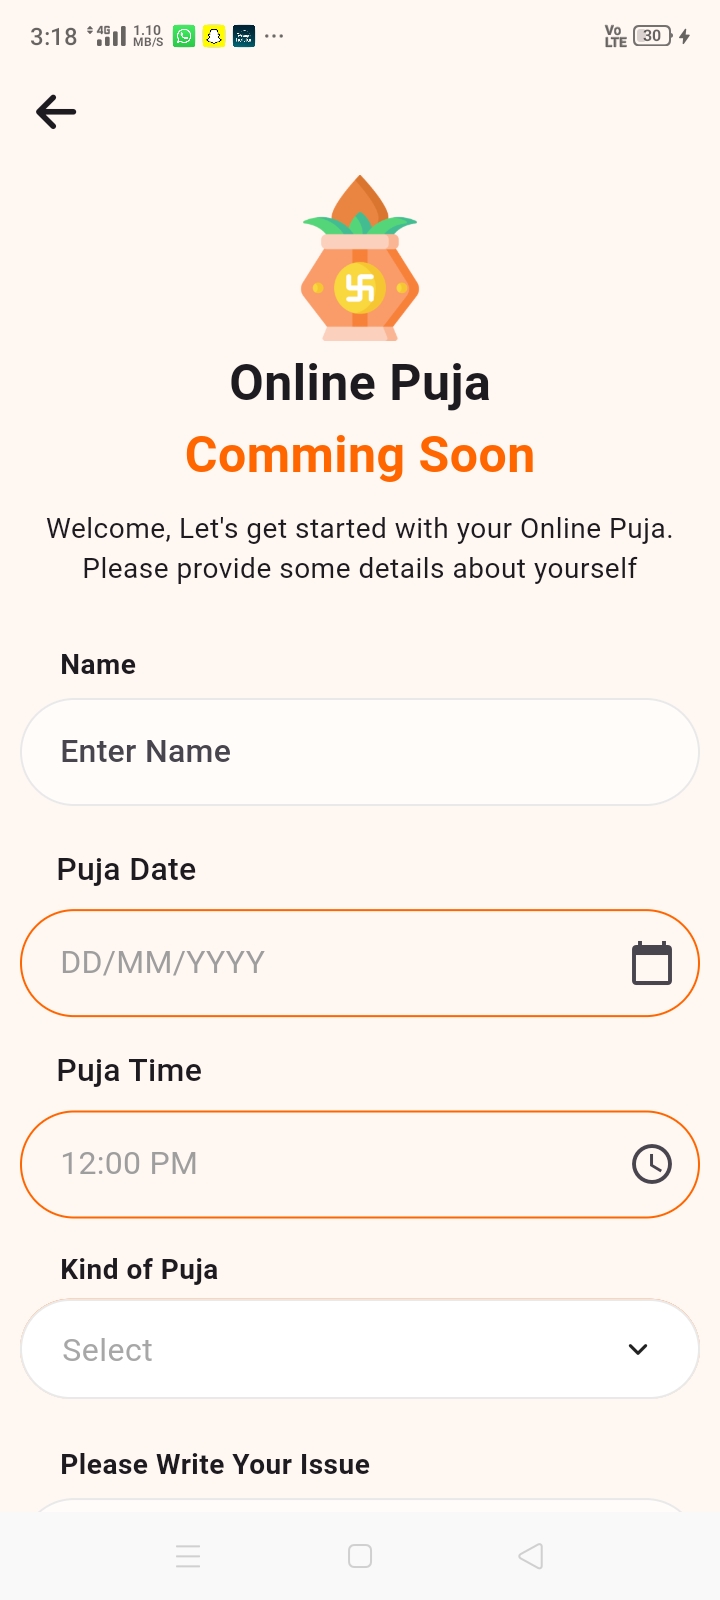 3:18 4G 1.10 MB/S Vo LTE 30
Online Puja
Comming Soon
Welcome, Let's get started with your Online Puja.
Please provide some details about yourself
Name
Enter Name
Puja Date
DD/MM/YYYY
Puja Time
12:00 PM
Kind of Puja
Select
Please Write Your Issue